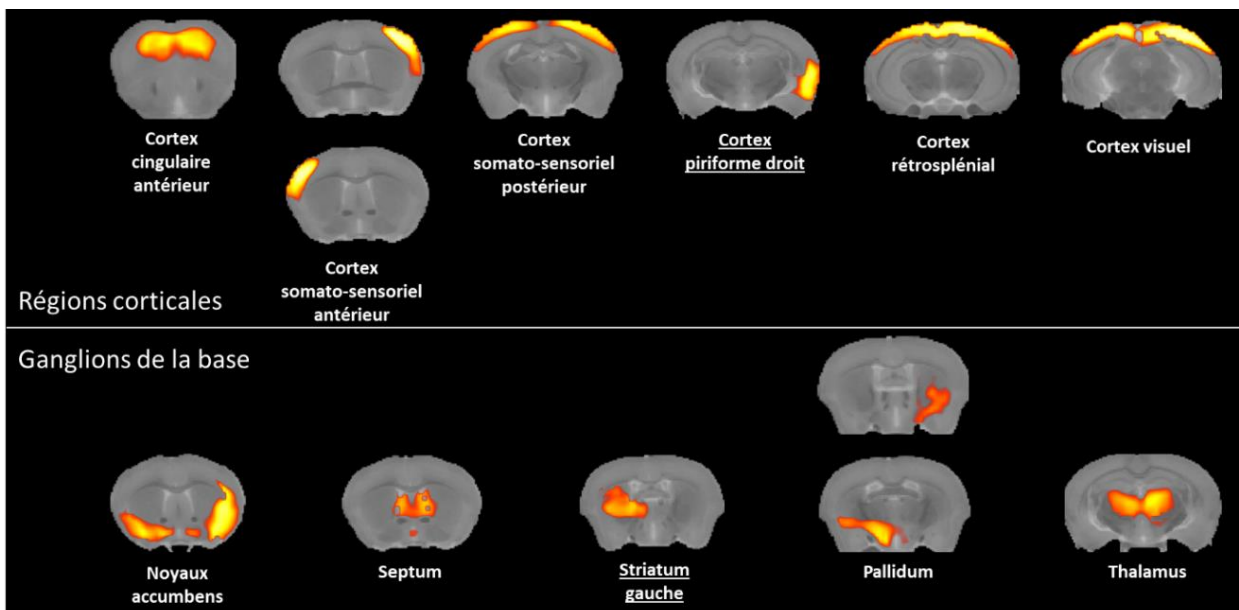 Cortex
cingulaire
antérieur
Cortex
somato-sensoriel
antérieur
Cortex
somato-sensoriel
postérieur
Cortex
piriforme droit
Cortex
rétrosplénial
Cortex visuel
Régions corticales
Ganglions de la base
Noyaux
accumbens
Septum
Striatum
gauche
Pallidum
Thalamus